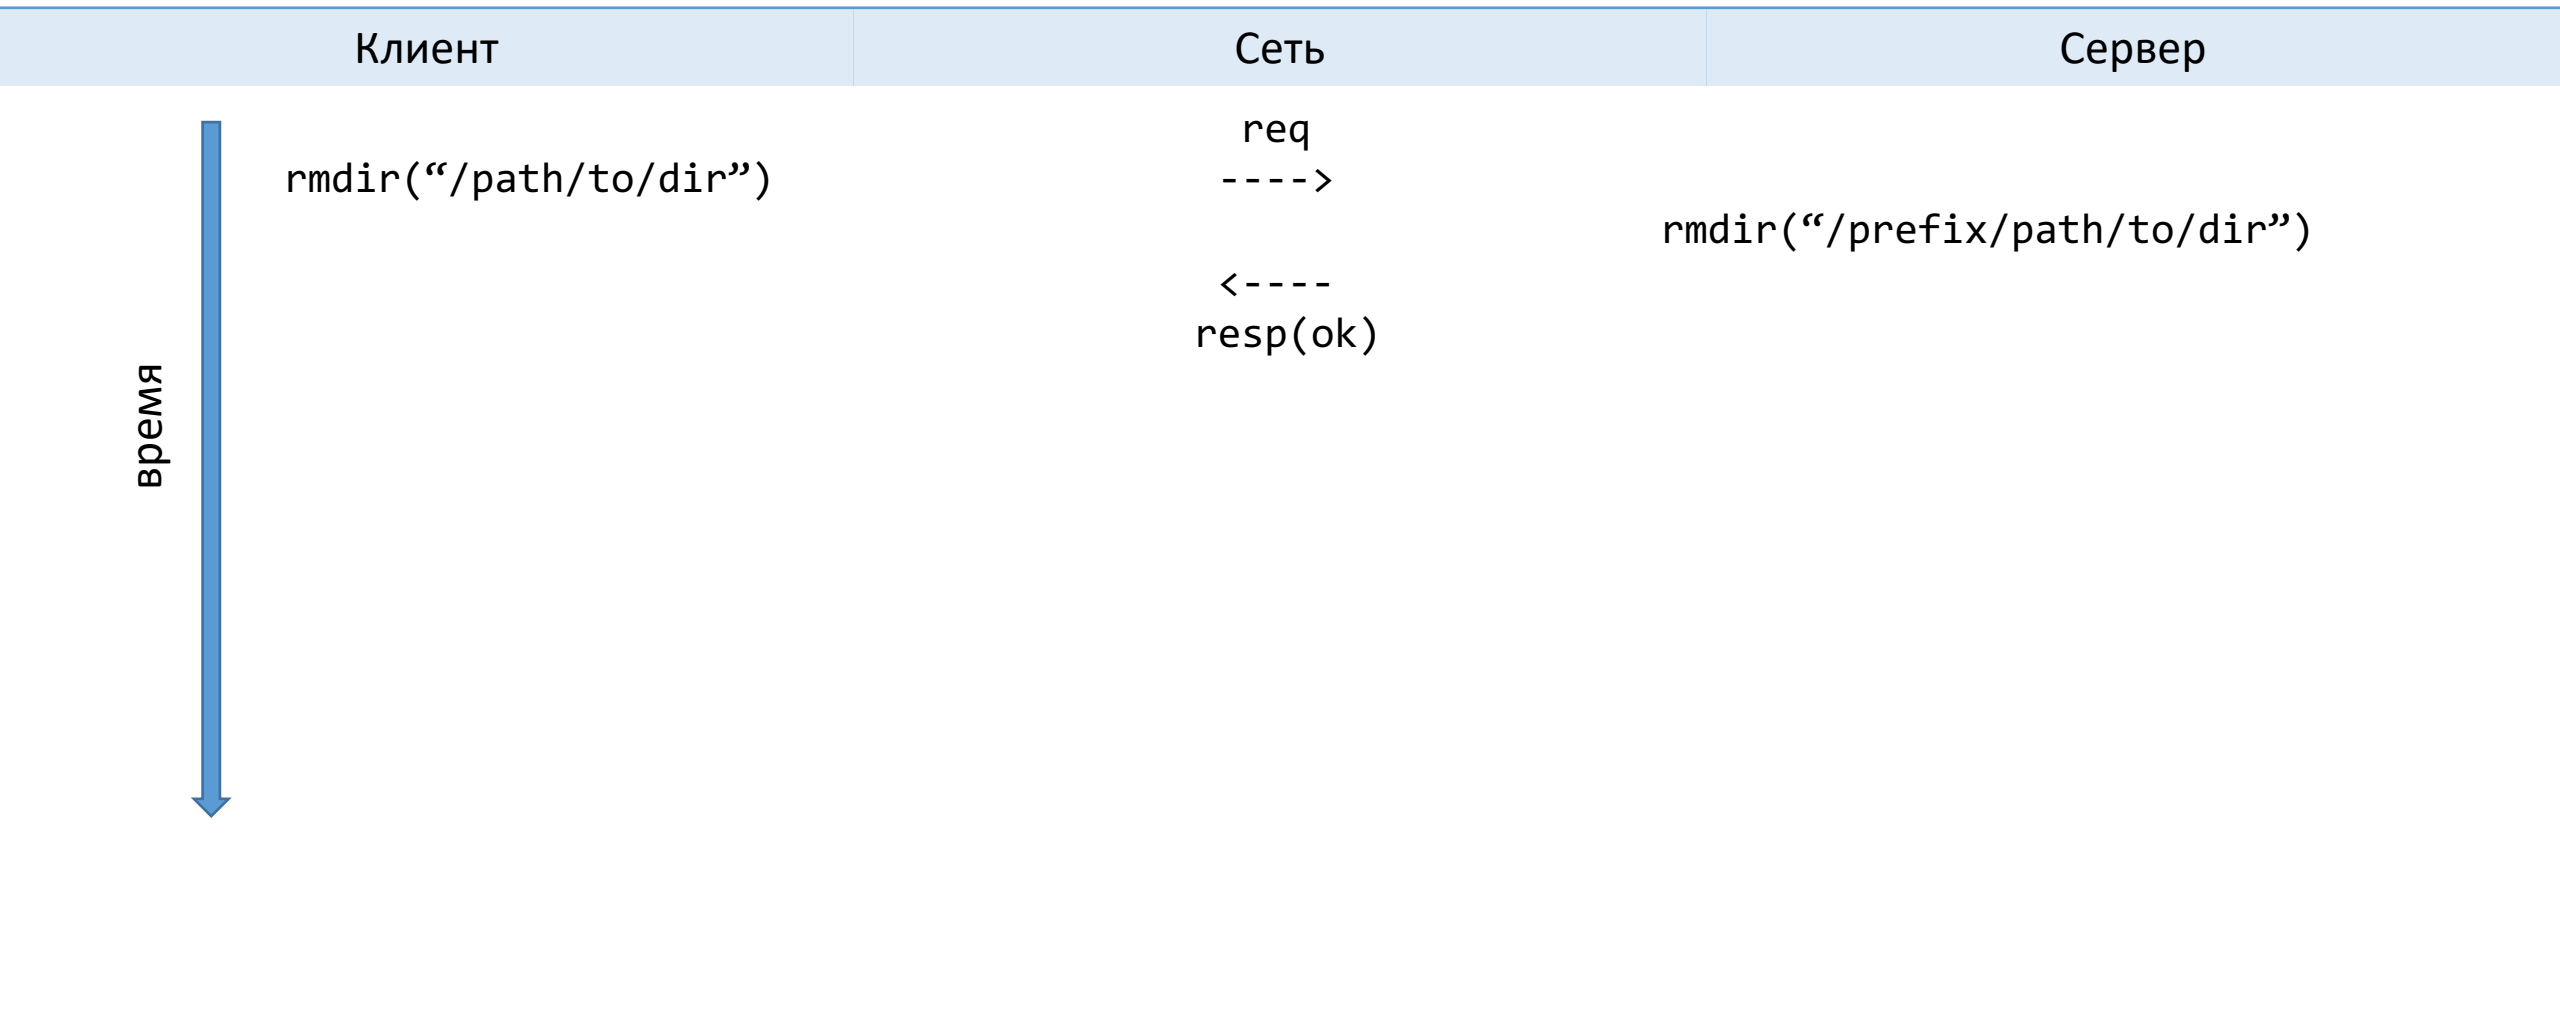 Клиент Сеть Сервер
req
rmdir(“/path/to/dir”) ---->
rmdir(“/prefix/path/to/dir”)
<----
resp(ok)
время